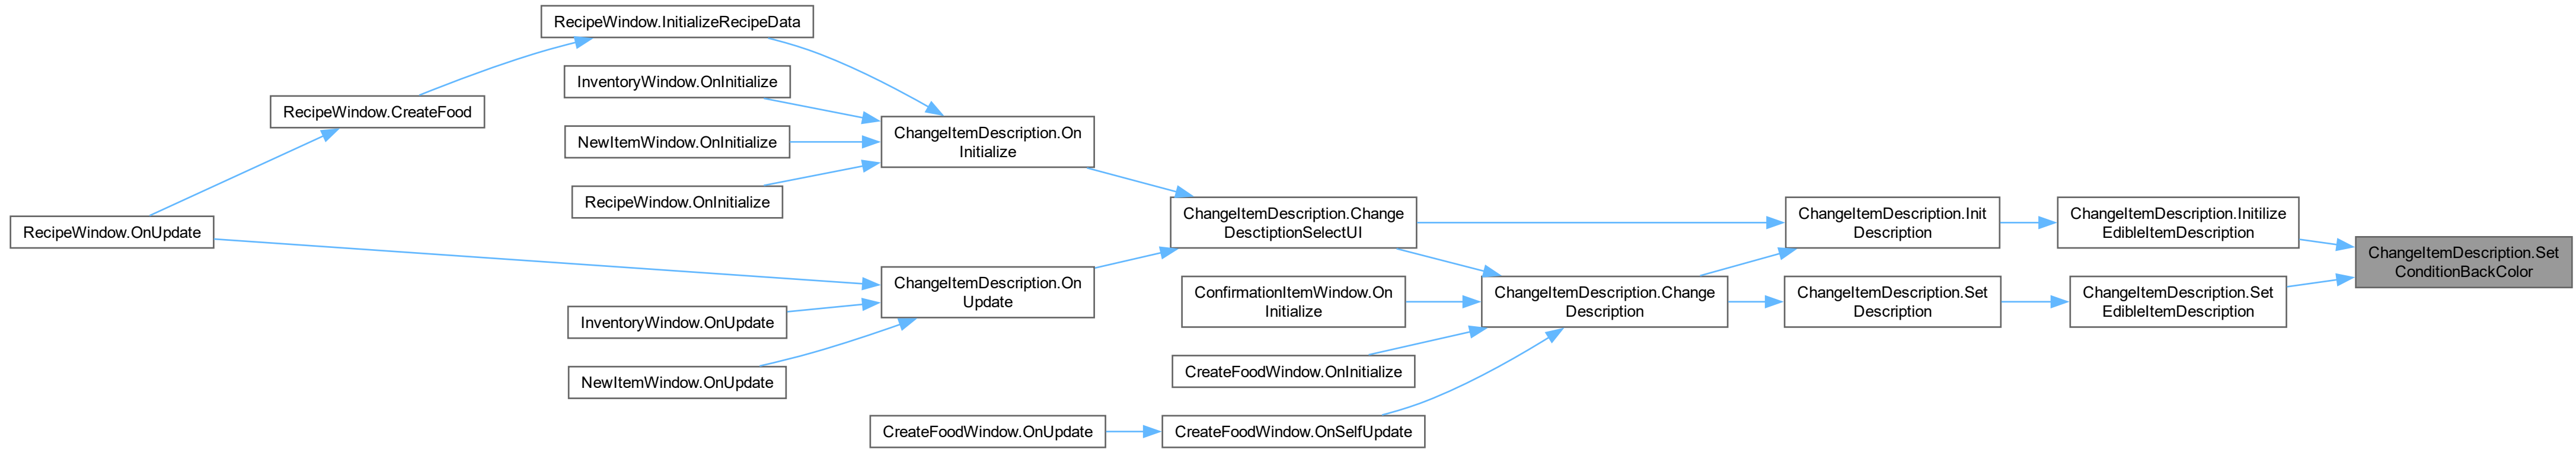 RecipeWindow.InitializeRecipeData
InventoryWindow.OnInitialize
RecipeWindow.CreateFood
ChangeItemDescription.On
Initialize
NewItemWindow.OnInitialize
RecipeWindow.OnInitialize
RecipeWindow.OnUpdate
ChangeItemDescription.Change
DesctiptionSelectUI
ChangeItemDescription.Init
Description
ChangeItemDescription.Initilize
EdibleItemDescription
ChangeItemDescription.Set
ConditionBackColor
ChangeItemDescription.On
Update
ConfirmationItemWindow.On
Initialize
ChangeItemDescription.Change
Description
ChangeItemDescription.Set
Description
ChangeItemDescription.Set
EdibleItemDescription
InventoryWindow.OnUpdate
CreateFoodWindow.OnInitialize
NewItemWindow.OnUpdate
CreateFoodWindow.OnUpdate
CreateFoodWindow.OnSelfUpdate